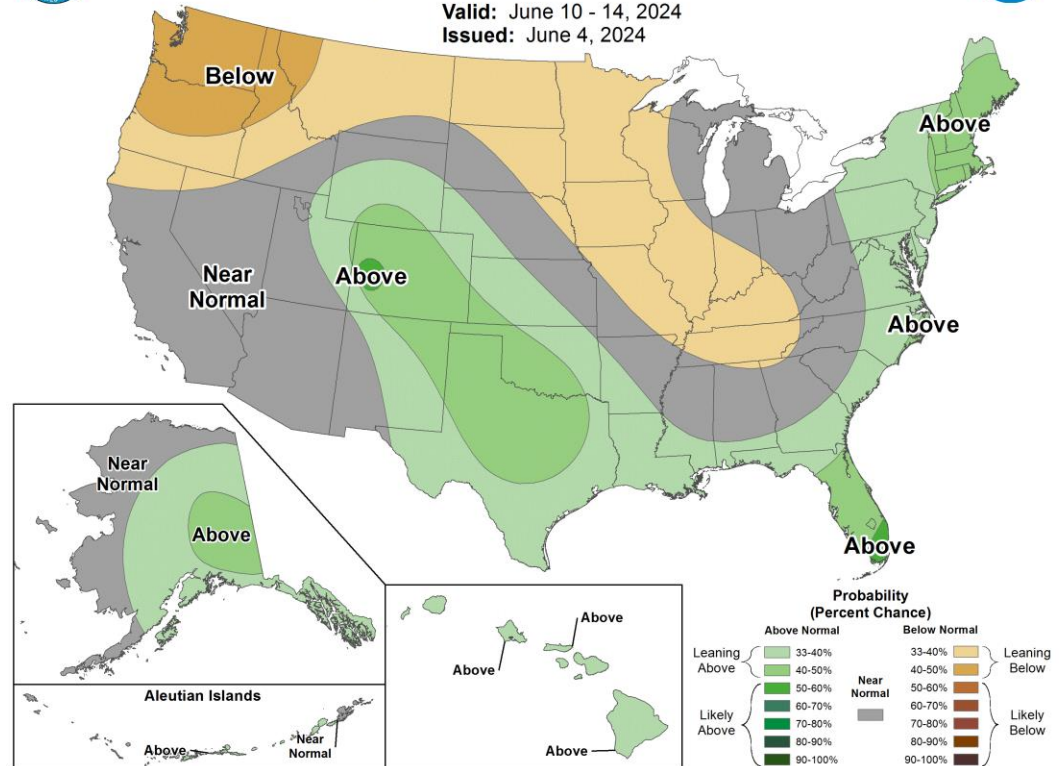 Valid: June 10 - 14, 2024
Issued: June 4, 2024
Below
Above
Near
Normal
Above
Above
Above
Near
Normal
Above
Aleutian Islands
Above
Near
Normal
Above
Above
Above
Probability
(Percent Chance)
Above Normal
Below Normal
Leaning
Above
33-40%
40-50%
Likely
Above
50-60%
60-70%
70-80%
80-90%
90-100%
Near
Normal
33-40%
40-50%
Leaning
Below
50-60%
60-70%
70-80%
80-90%
90-100%
Likely
Below